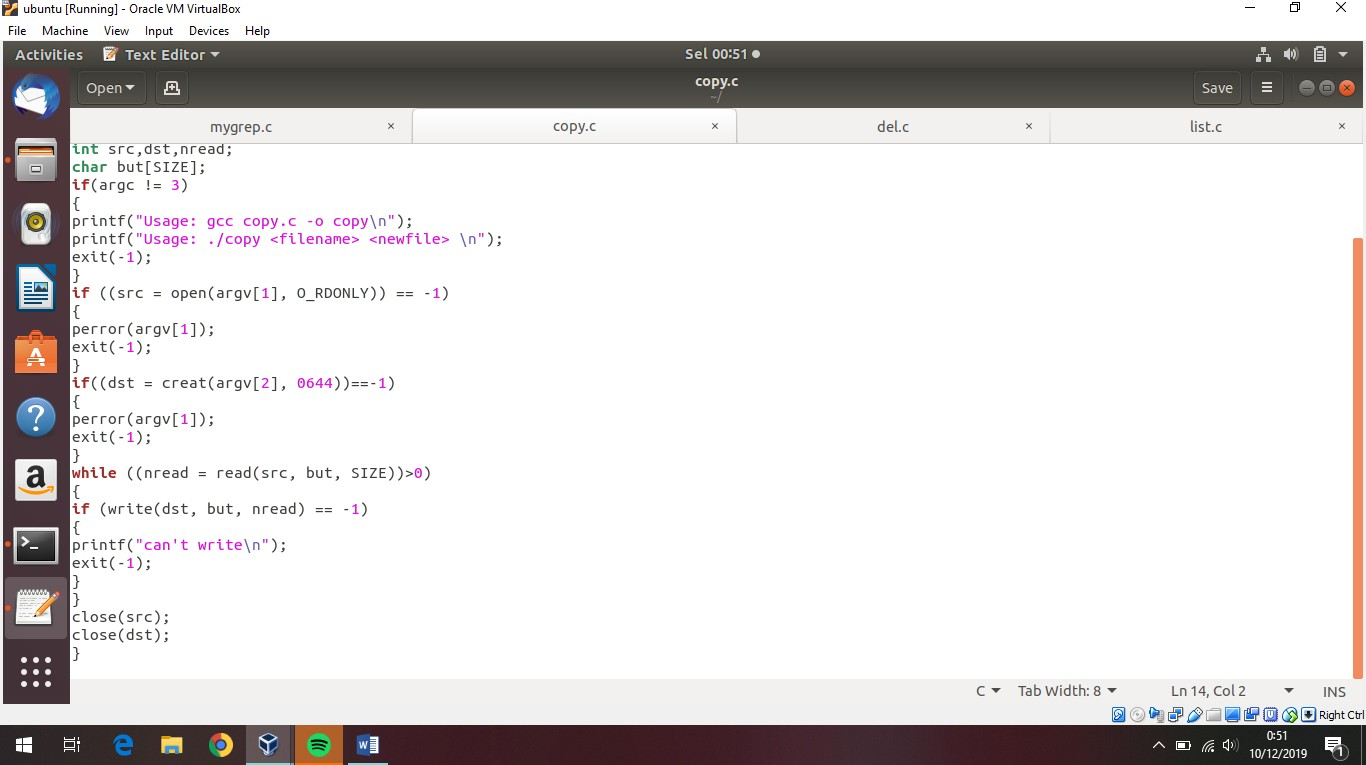 ubuntu [Running] - Oracle VM VirtualBox
File Machine View Input Devices Help
Activities Text Editor Sel 00:51
Open copy.c Save
~/
mygrep.c × copy.c × del.c × list.c ×
int src,dst,nread;
char but[SIZE];
if(argc != 3)
{
printf("Usage: gcc copy.c -o copy\n");
printf("Usage: ./copy <filename> <newfile> \n");
exit(-1);
}
if ((src = open(argv[1], O_RDONLY)) == -1)
{
perror(argv[1]);
exit(-1);
}
if((dst = creat(argv[2], 0644))==-1)
{
perror(argv[1]);
exit(-1);
}
while ((nread = read(src, but, SIZE))>0)
{
if (write(dst, but, nread) == -1)
{
printf("can't write\n");
exit(-1);
}
}
close(src);
close(dst);
}
C Tab Width: 8 Ln 14, Col 2 INS
Right Ctrl
0:51
10/12/2019
1